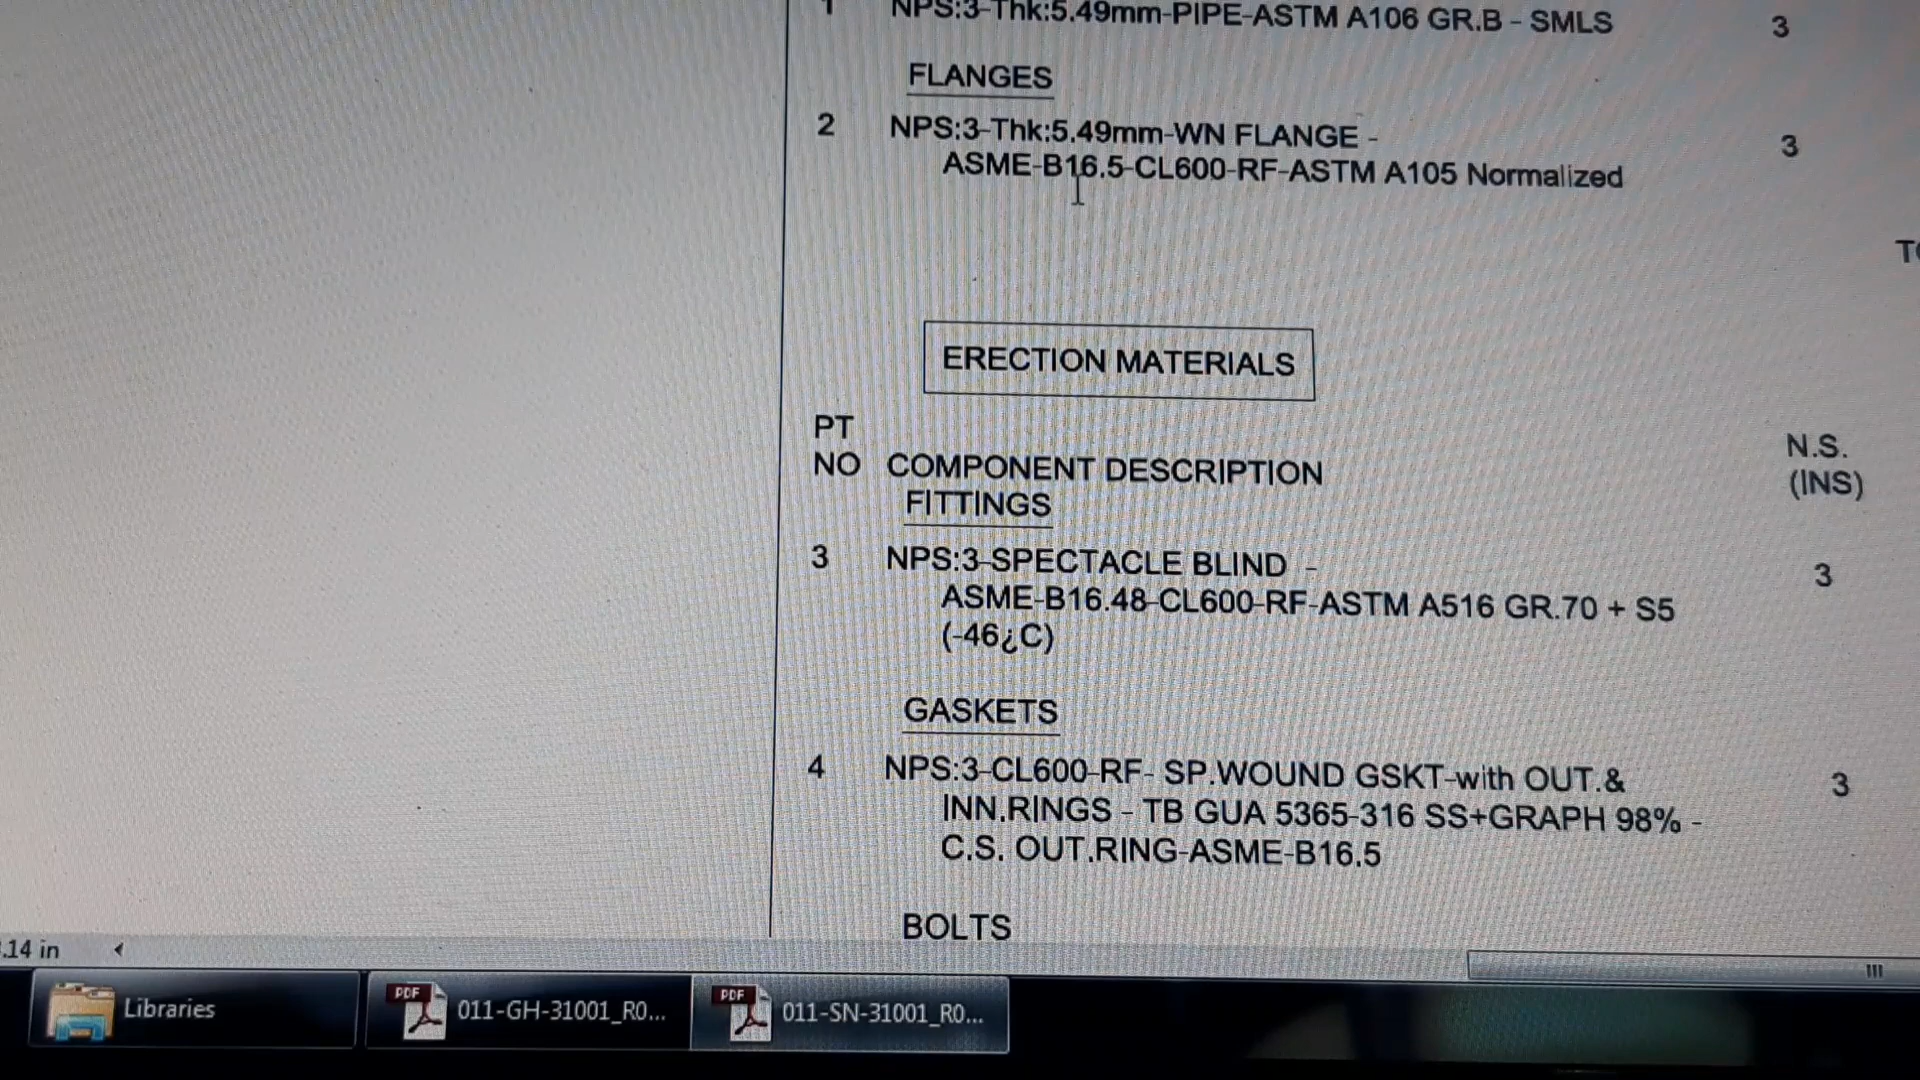 1 NPS:3-Thk:5.49mm-PIPE-ASTM A106 GR.B - SMLS 3
FLANGES
2 NPS:3-Thk:5.49mm-WN FLANGE - 3
ASME-B16.5-CL600-RF-ASTM A105 Normalized
ERECTION MATERIALS
PT
NO COMPONENT DESCRIPTION
N.S.
(INS)
FITTINGS
3 NPS:3-SPECTACLE BLIND - 3
ASME-B16.48-CL600-RF-ASTM A516 GR.70 + S5
(-46¿C)
GASKETS
4 NPS:3-CL600-RF- SP.WOUND GSKT-with OUT.& 3
INN.RINGS - TB GUA 5365-316 SS+GRAPH 98% -
C.S. OUT.RING-ASME-B16.5
BOLTS
.14 in
Libraries
PDF 011-GH-31001_R0...
PDF 011-SN-31001_R0...